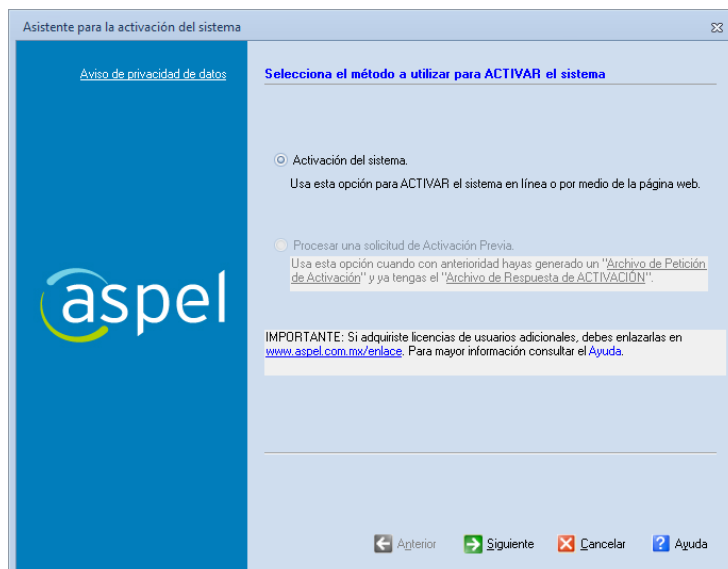 Asistente para la activación del sistema
Aviso de privacidad de datos
Selecciona el método a utilizar para ACTIVAR el sistema
Activación del sistema.
Usa esta opción para ACTIVAR el sistema en línea o por medio de la página web.
Procesar una solicitud de Activación Previa.
Usa esta opción cuando con anterioridad hayas generado un "Archivo de Petición
de Activación" y ya tengas el "Archivo de Respuesta de ACTIVACIÓN".
aspel
IMPORTANTE: Si adquiriste licencias de usuarios adicionales, debes enlazarlas en
www.aspel.com.mx/enlace. Para mayor información consultar el Ayuda.
Anterior Siguiente Cancelar ? Ayuda